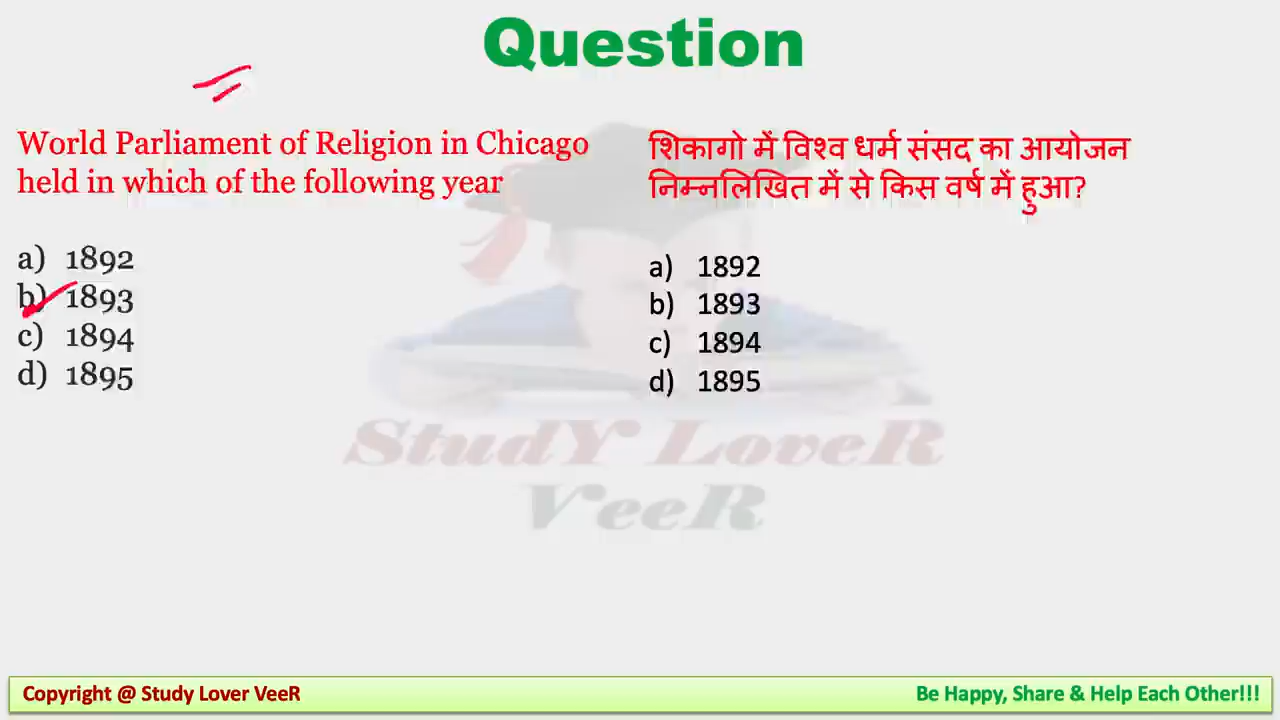 Question
World Parliament of Religion in Chicago
held in which of the following year
a) 1892
b) 1893
c) 1894
d) 1895
शिकागो में विश्व धर्म संसद का आयोजन
निम्नलिखित में से किस वर्ष में हुआ?
a) 1892
b) 1893
c) 1894
d) 1895
StudY LoveR
VeeR
Copyright @ Study Lover VeeR
Be Happy, Share & Help Each Other!!!